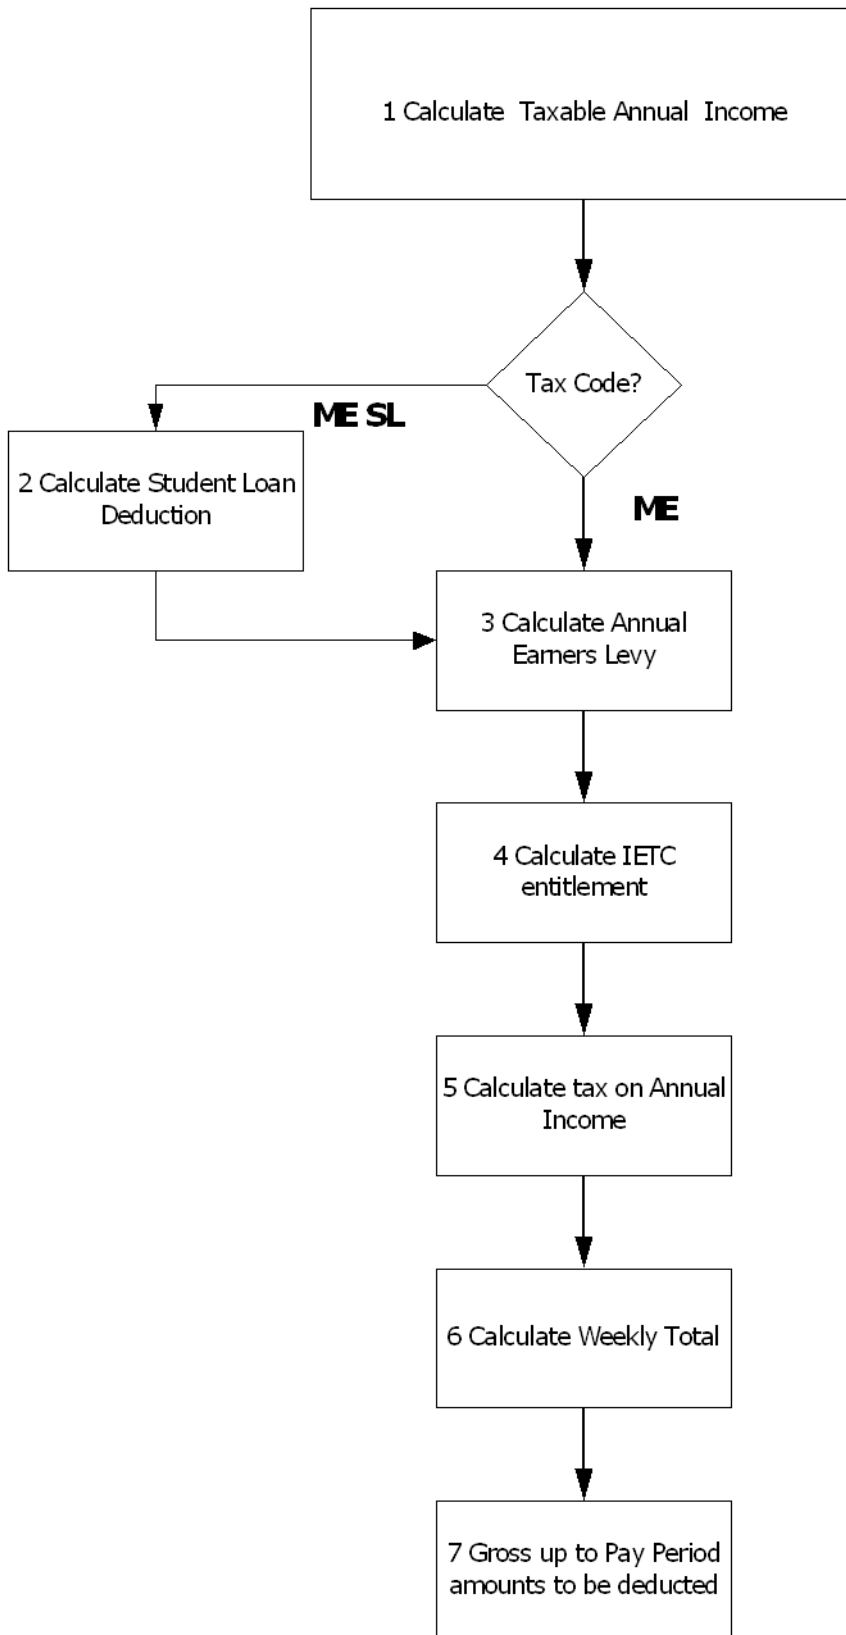 1 Calculate  Taxable Annual  Income
Tax Code?
ME SL
2 Calculate Student Loan
Deduction
ME
3 Calculate Annual
Earners Levy
4 Calculate IETC
entitlement
5 Calculate tax on Annual
Income
6 Calculate Weekly Total
7 Gross up to Pay Period
amounts to be deducted